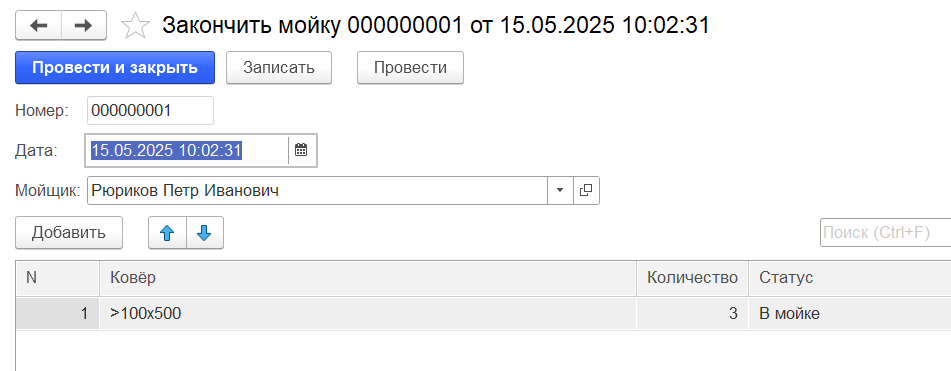 Закончить мойку 000000001 от 15.05.2025 10:02:31
Провести и закрыть Записать Провести
Номер: 000000001
Дата: 15.05.2025 10:02:31
Мойщик: Рюриков Петр Иванович
Добавить Поиск (Ctrl+F)
N Ковёр Количество Статус
1 >100x500 3 В мойке